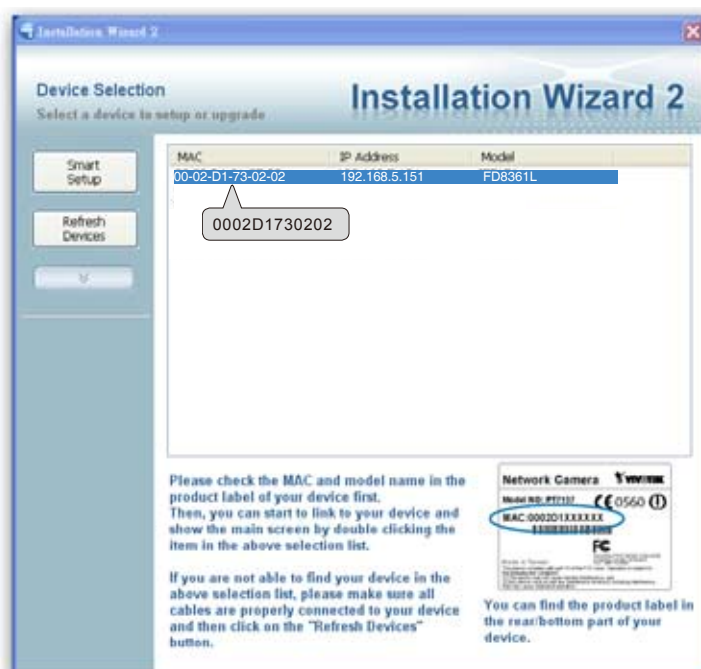 Installation Wizard 2
Device Selection
Select a device to setup or upgrade
Installation Wizard 2
Smart
Setup
Refresh
Devices
MAC IP Address Model
00-02-D1-73-02-02 192.168.5.151 FD8361L
0002D1730202
Please check the MAC and model name in the
product label of your device first.
Then, you can start to link to your device and
show the main screen by double clicking the
item in the above selection list.
If you are not able to find your device in the
above selection list, please make sure all
cables are properly connected to your device
and then click on the "Refresh Devices"
button.
Network Camera VIVOTEK
Model NO: PT7137 CE0560
MAC:0002D1XXXXXX
FC
Made in Taiwan
You can find the product label in
the rear/bottom part of your
device.